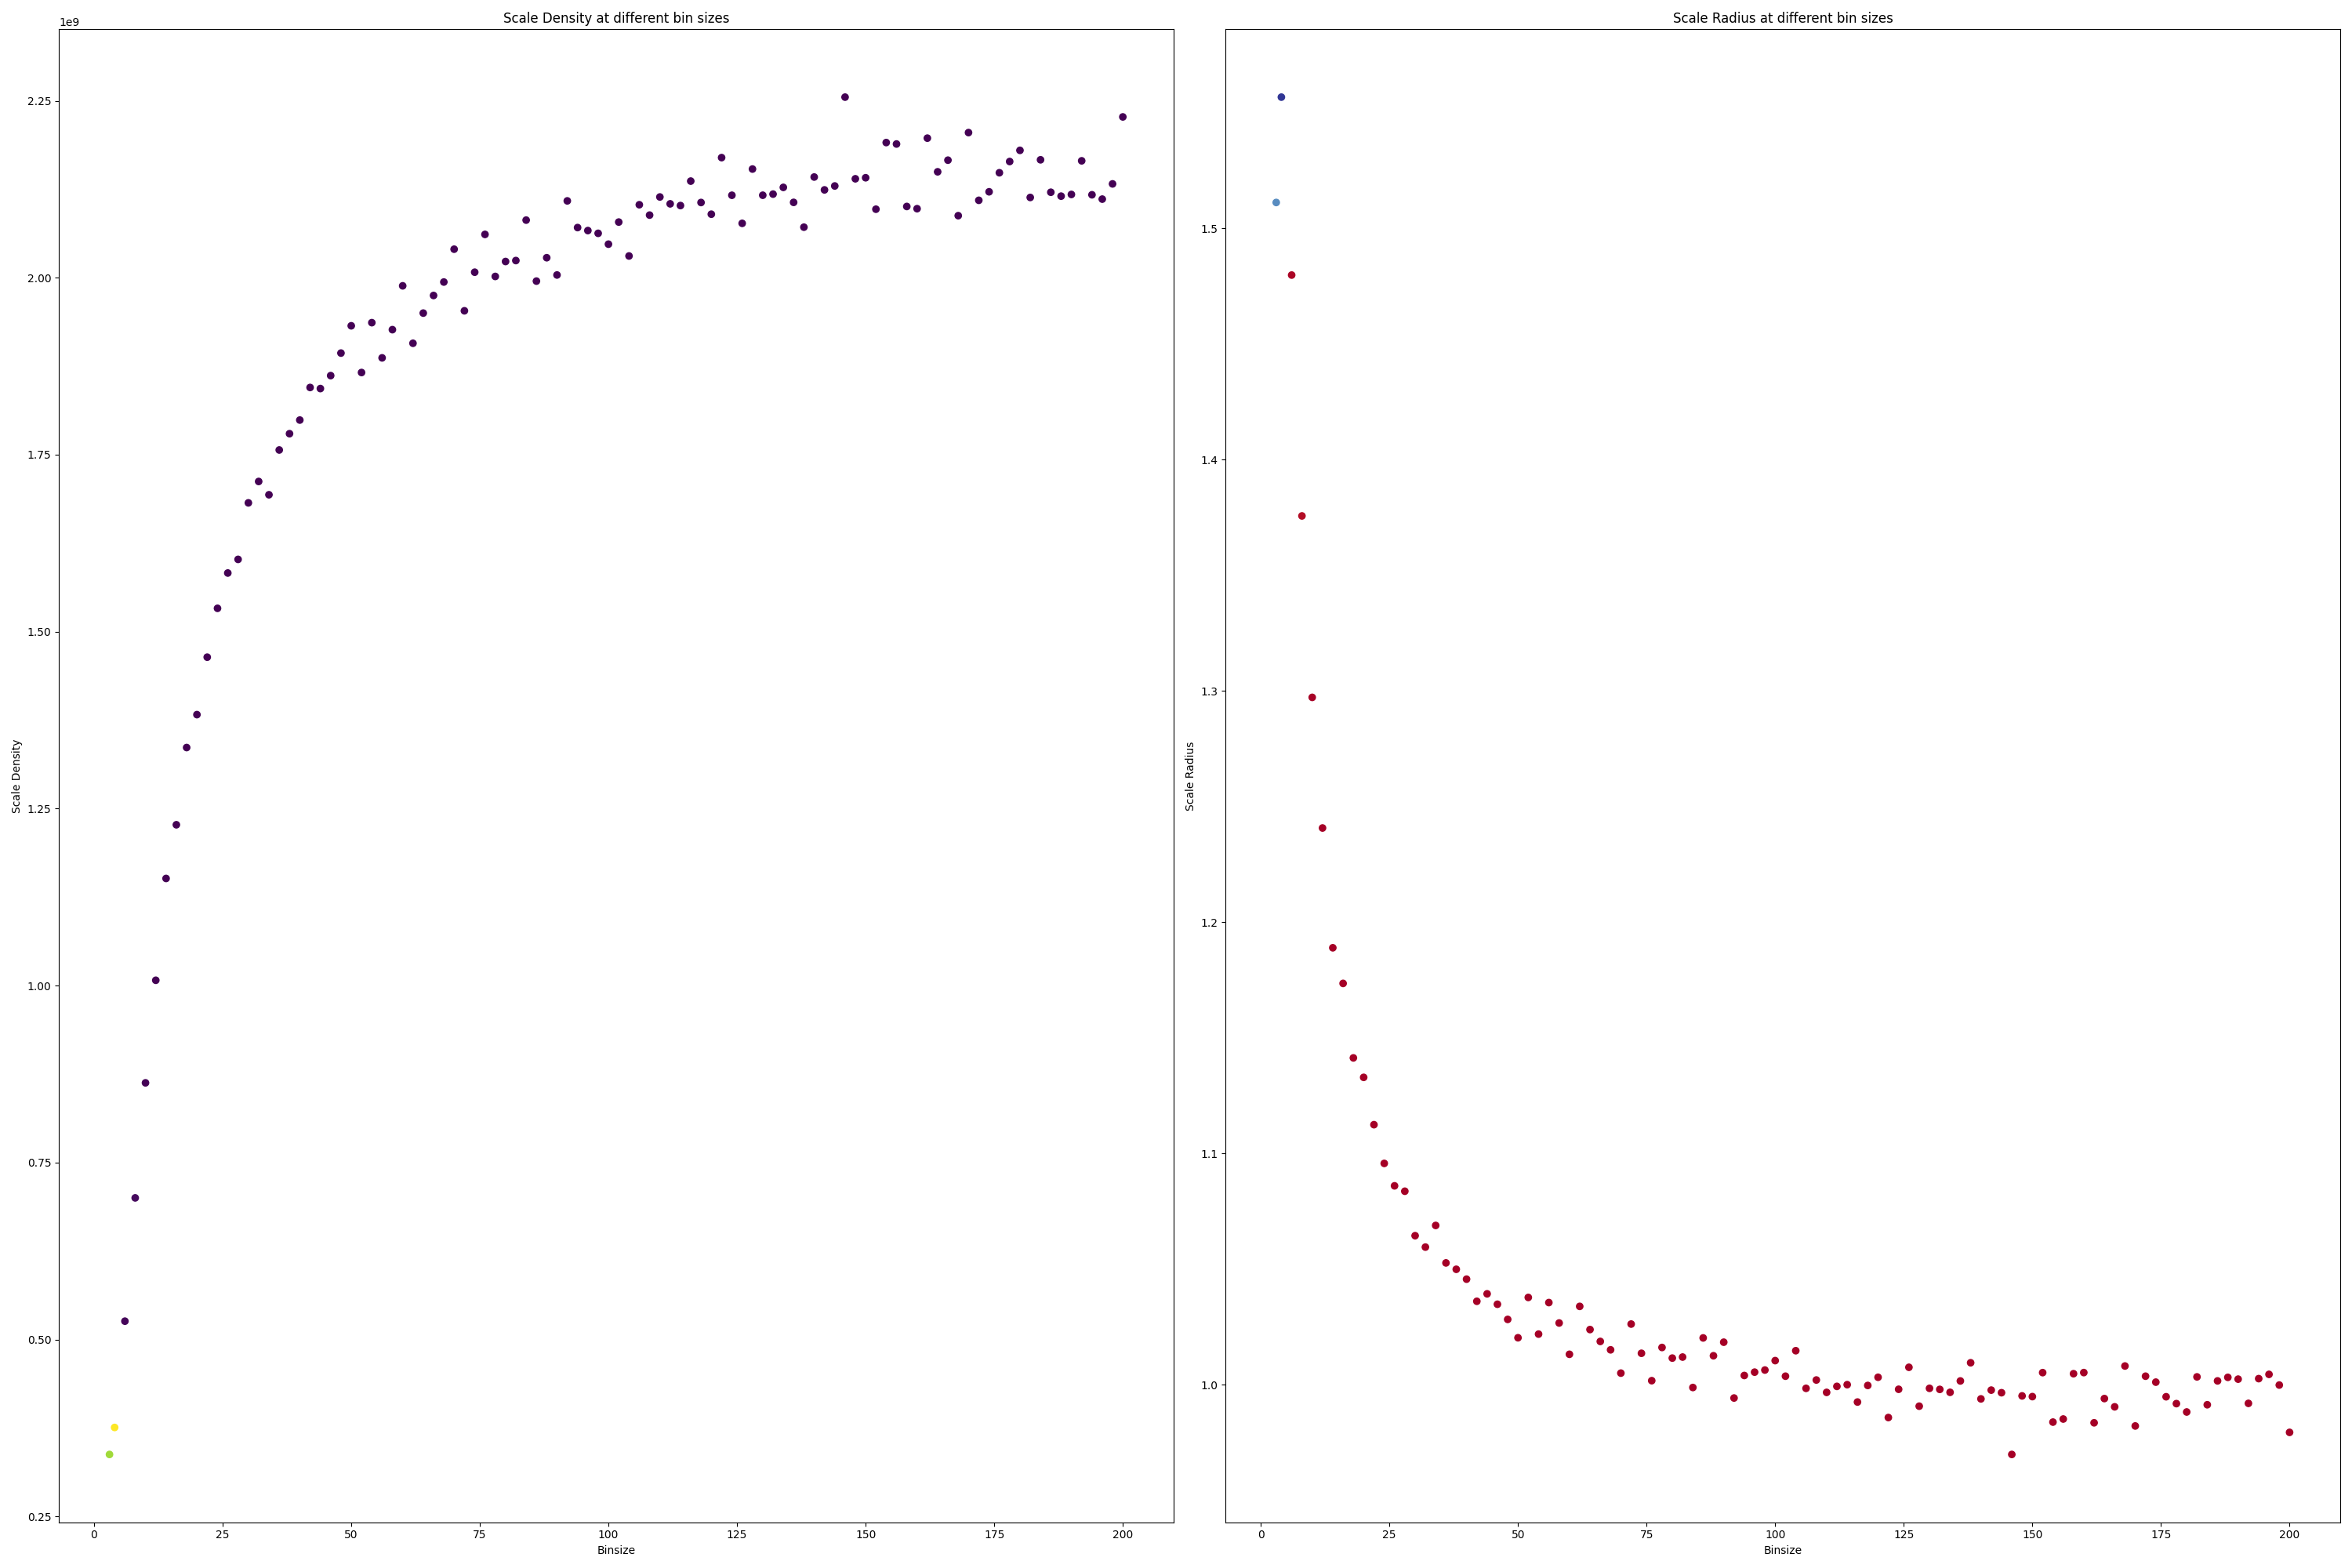 Scale Density at different bin sizes
1e9
2.25
2.00
1.75
1.50
1.25
1.00
0.75
0.50
0.25
Scale Density
0 25 50 75 100 125 150 175 200
Binsize
Scale Radius at different bin sizes
1.5
1.4
1.3
1.2
1.1
1.0
Scale Radius
0 25 50 75 100 125 150 175 200
Binsize